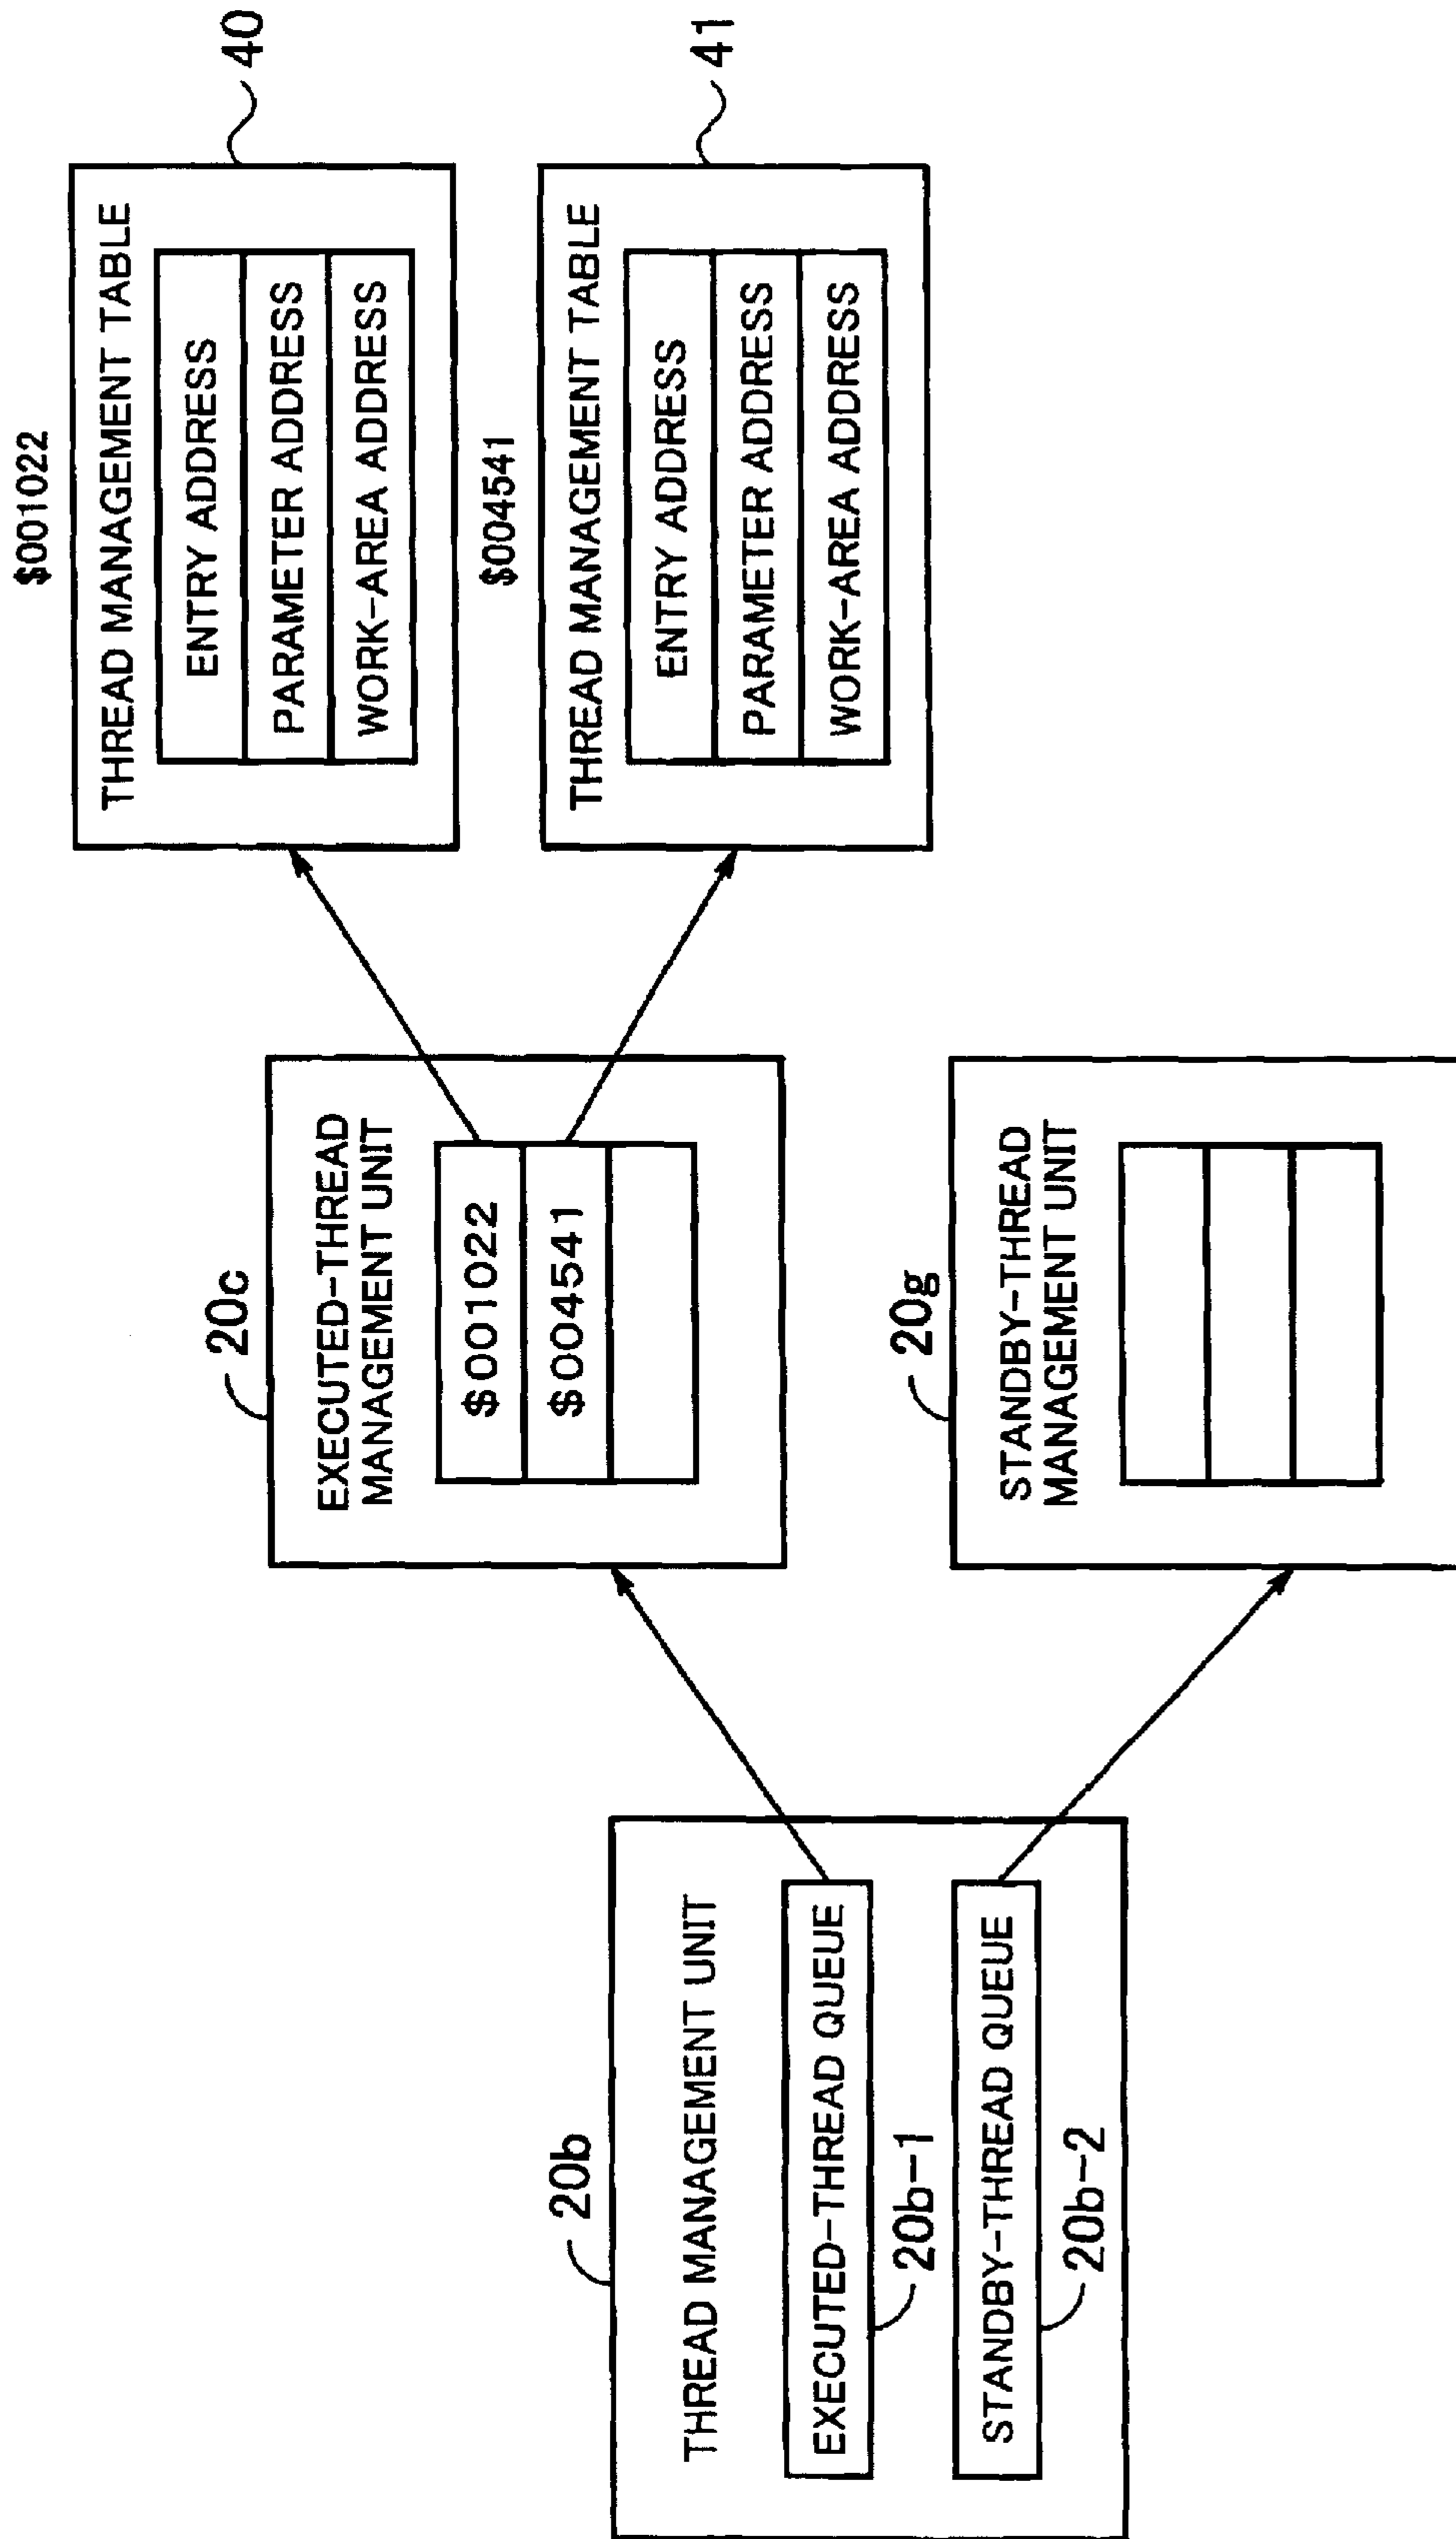 20b
THREAD MANAGEMENT UNIT
EXECUTED-THREAD QUEUE
20b-1
STANDBY-THREAD QUEUE
20b-2
20c
EXECUTED-THREAD
MANAGEMENT UNIT
$001022
$004541
20g
STANDBY-THREAD
MANAGEMENT UNIT
$001022
THREAD MANAGEMENT TABLE
ENTRY ADDRESS
PARAMETER ADDRESS
WORK-AREA ADDRESS
40
$004541
THREAD MANAGEMENT TABLE
ENTRY ADDRESS
PARAMETER ADDRESS
WORK-AREA ADDRESS
41